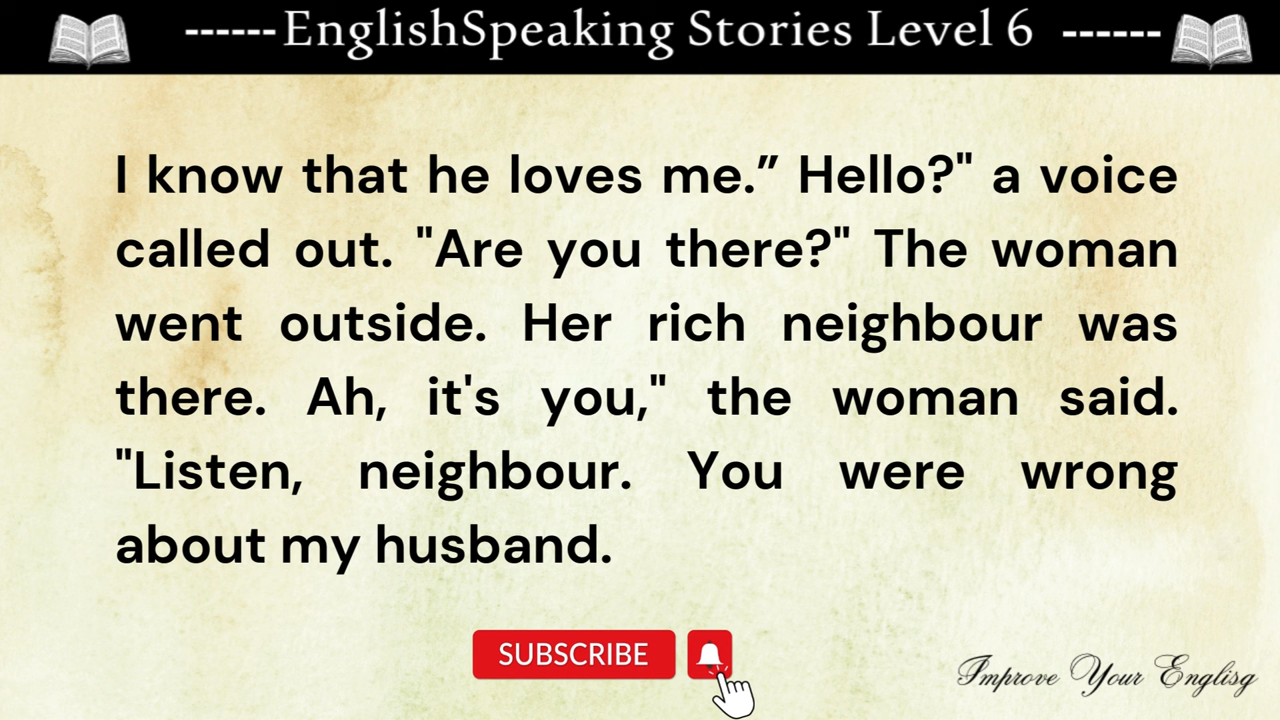 ------EnglishSpeaking Stories Level 6 ------
I know that he loves me.” Hello?" a voice
called out. "Are you there?" The woman
went outside. Her rich neighbour was
there. Ah, it's you," the woman said.
"Listen, neighbour. You were wrong
about my husband.
SUBSCRIBE
Improve Your Englisg